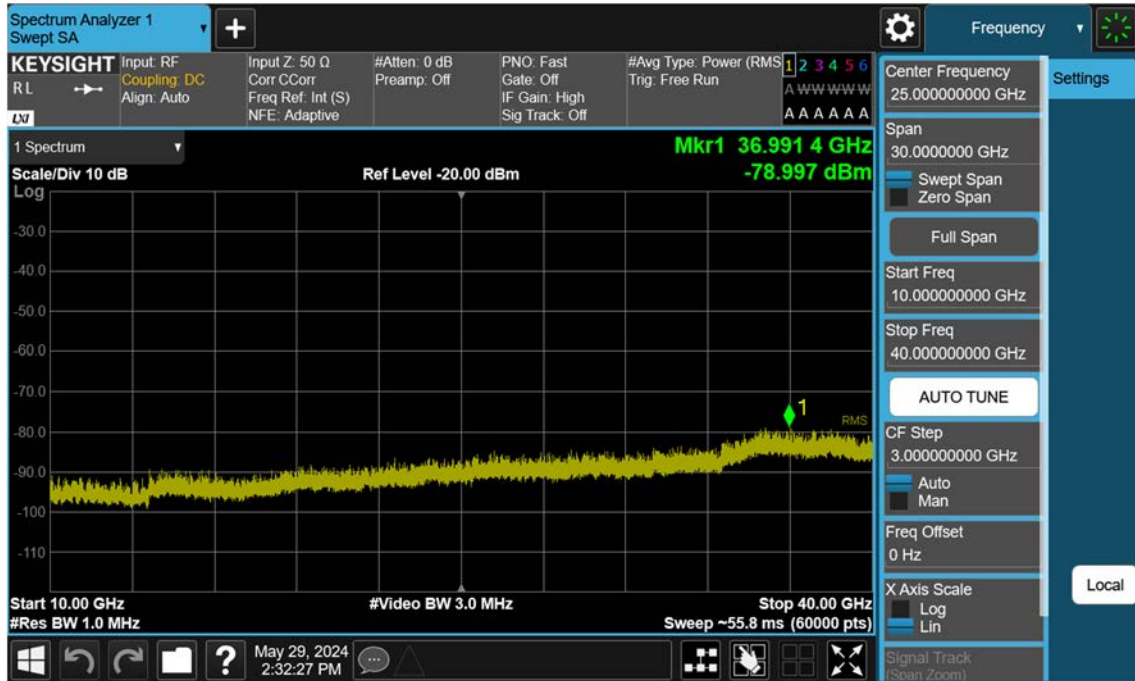 Spectrum Analyzer 1
Swept SA
Frequency
KEYSIGHT
R L
LXI
Input: RF
Coupling: DC
Align: Auto
Input Z: 50 Ω
Corr CCorr
Freq Ref: Int (S)
NFE: Adaptive
#Atten: 0 dB
Preamp: Off
PNO: Fast
Gate: Off
IF Gain: High
Sig Track: Off
#Avg Type: Power (RMS
Trig: Free Run
1 2 3 4 5 6
A W W W W W
A A A A A A
1 Spectrum
Mkr1 36.991 4 GHz
Scale/Div 10 dB
Ref Level -20.00 dBm
-78.997 dBm
Log
-30.0
-40.0
-50.0
-60.0
-70.0
-80.0
-90.0
-100
-110
1
RMS
Start 10.00 GHz
#Video BW 3.0 MHz
Stop 40.00 GHz
#Res BW 1.0 MHz
Sweep ~55.8 ms (60000 pts)
Center Frequency
25.000000000 GHz
Settings
Span
30.0000000 GHz
Swept Span
Zero Span
Full Span
Start Freq
10.000000000 GHz
Stop Freq
40.000000000 GHz
AUTO TUNE
CF Step
3.000000000 GHz
Auto
Man
Freq Offset
0 Hz
X Axis Scale
Log
Lin
Local
Signal Track
(Span Zoom)
?
May 29, 2024
2:32:27 PM